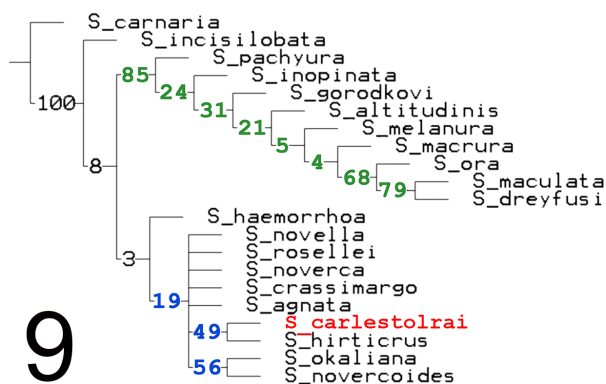 S_carnaria
S_incisilobata
S_pachyura
85
S_inopinata
24
S_gorodkovi
100
31
S_altitudinis
21
S_melanura
5
S_macrura
4
S_ora
8
68
S_maculata
79
S_dreyfusi
S_haemorrhoa
S_novella
S_rosellei
3
S_noverca
S_crassimargo
19
S_agnata
S_carlestolrai
49
S_hirticrus
S_okaliana
56
S_novercoides
9